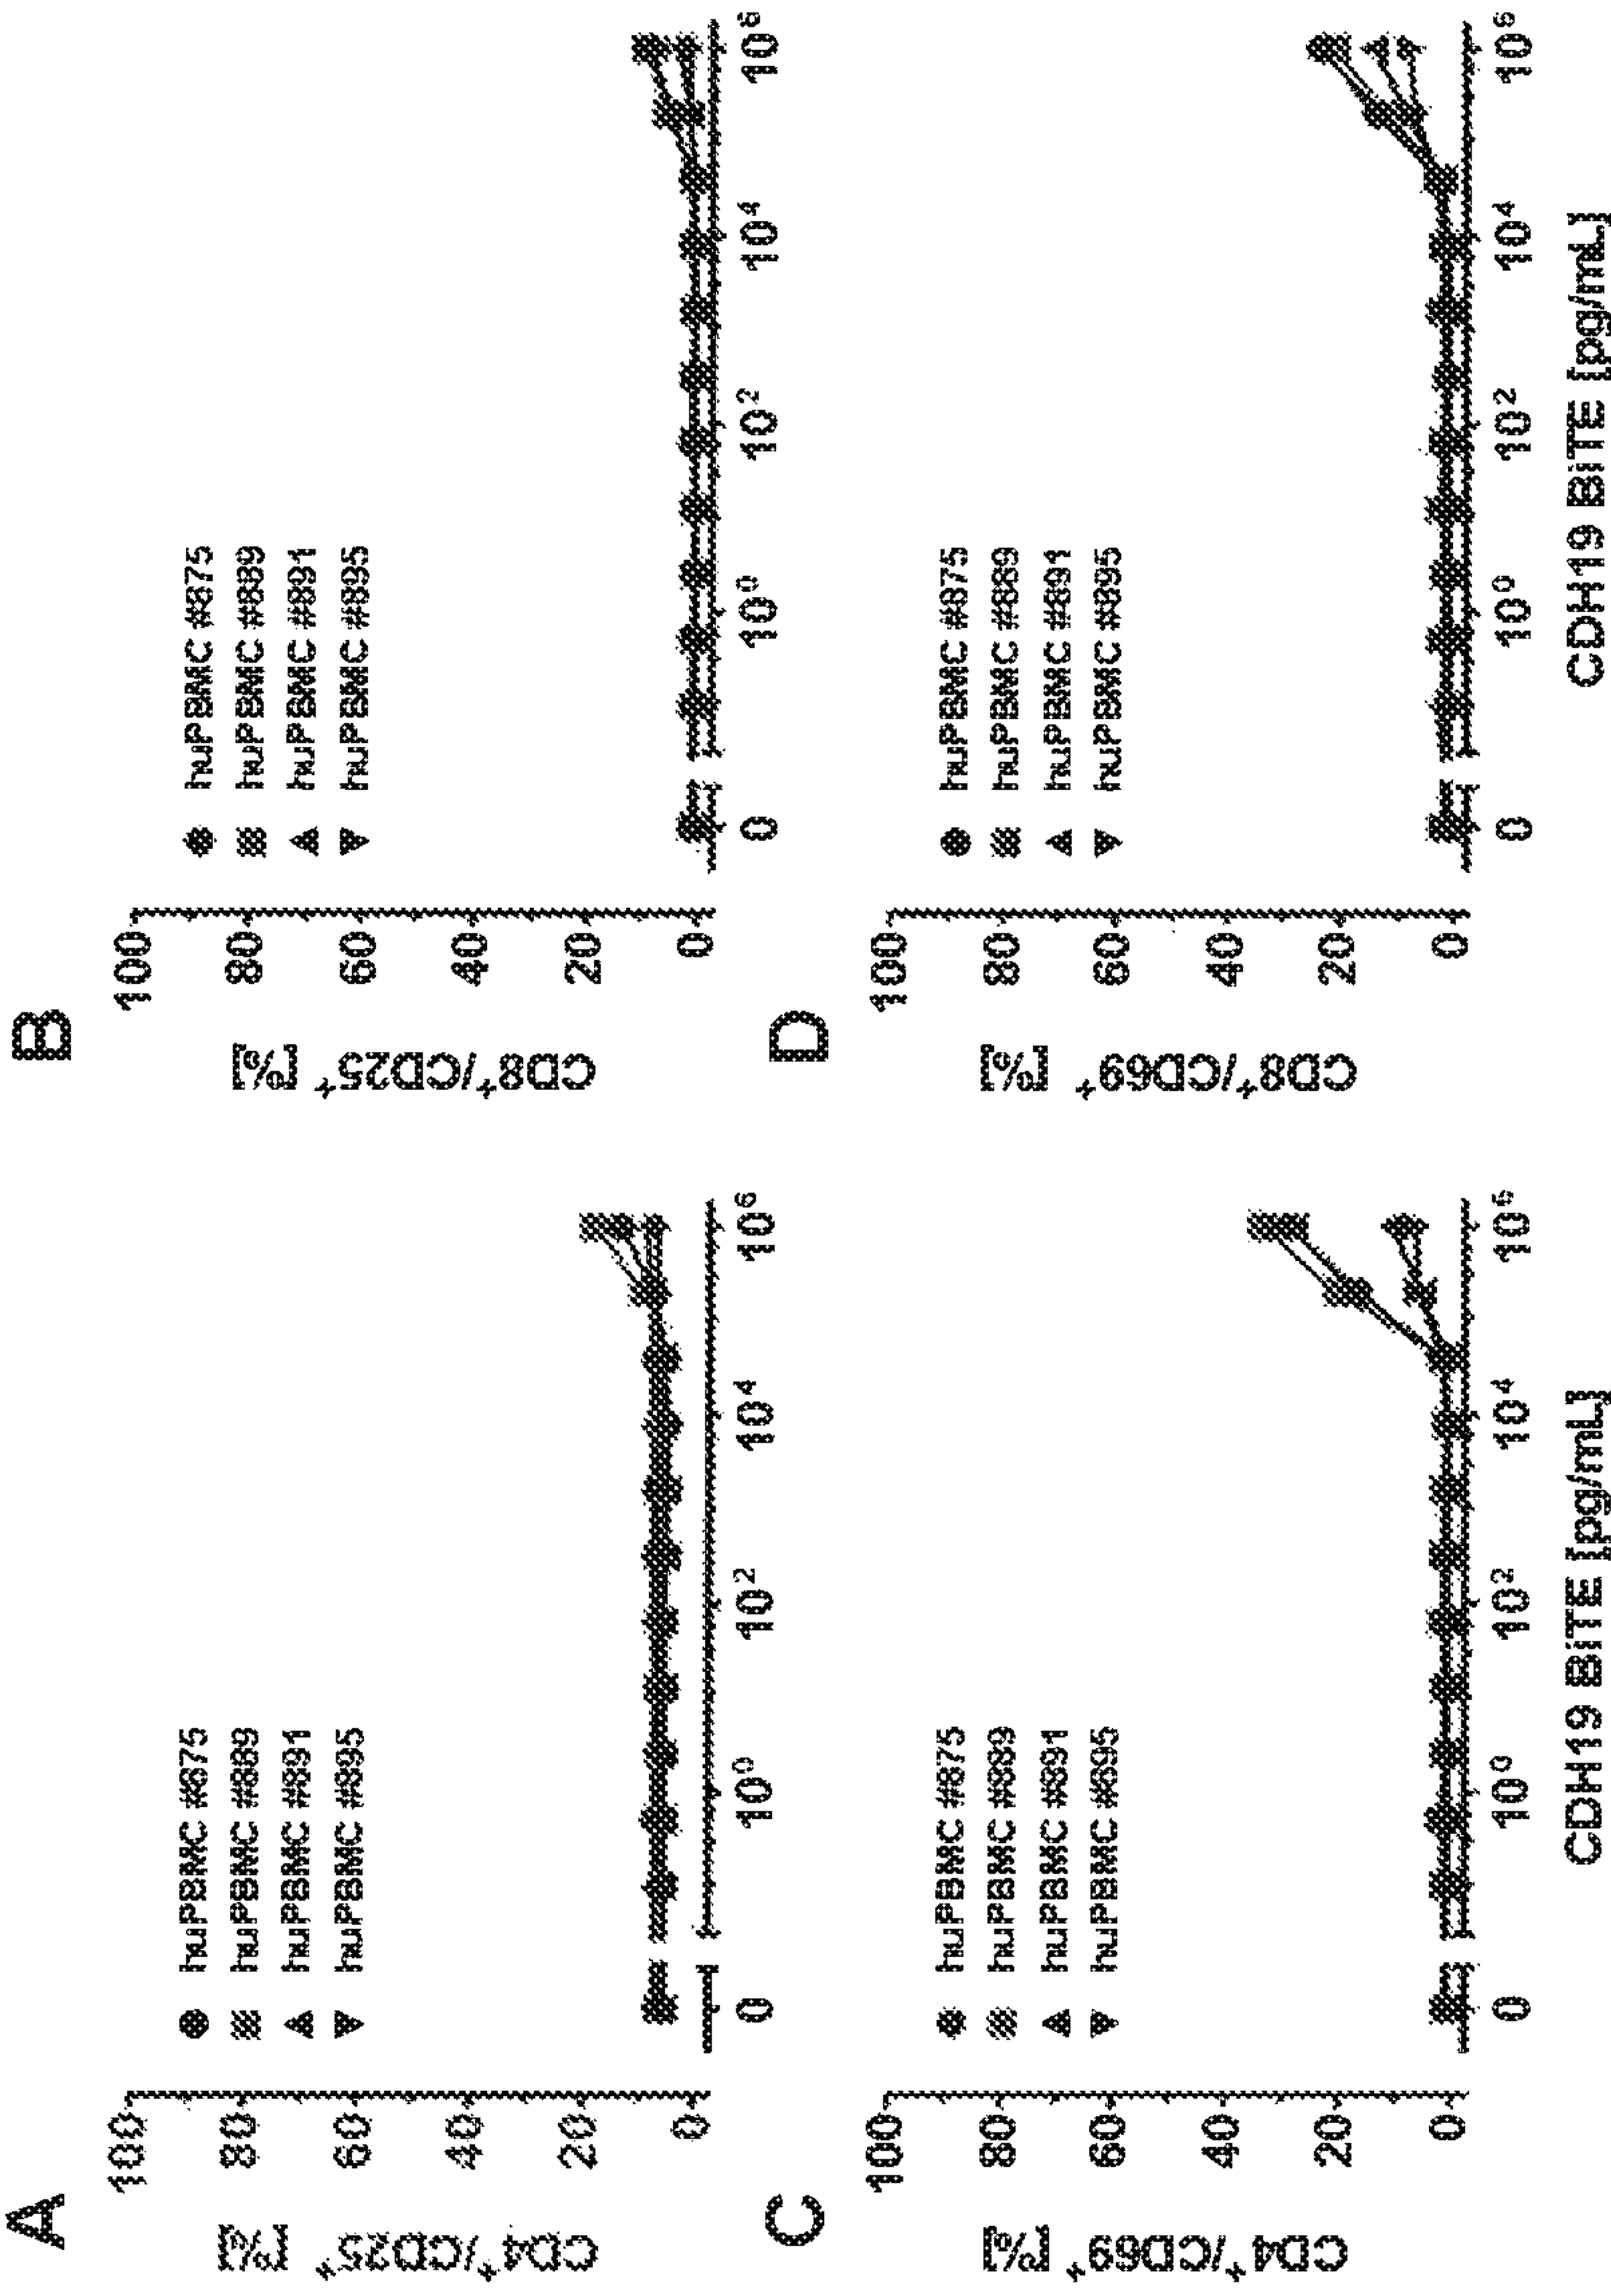 A
CD4⁺/CD25⁺ [%]
100
80
60
40
20
0
huPBMC #875
huPBMC #889
huPBMC #891
huPBMC #895
0
10⁰
10²
10⁴
10⁶
B
CD8⁺/CD25⁺ [%]
100
80
60
40
20
0
huPBMC #875
huPBMC #889
huPBMC #891
huPBMC #895
0
10⁰
10²
10⁴
10⁶
C
CD4⁺/CD69⁺ [%]
100
80
60
40
20
0
huPBMC #875
huPBMC #889
huPBMC #891
huPBMC #895
0
10⁰
10²
10⁴
10⁶
CDH19 BiTE [pg/mL]
D
CD8⁺/CD69⁺ [%]
100
80
60
40
20
0
huPBMC #875
huPBMC #889
huPBMC #891
huPBMC #895
0
10⁰
10²
10⁴
10⁶
CDH19 BiTE [pg/mL]